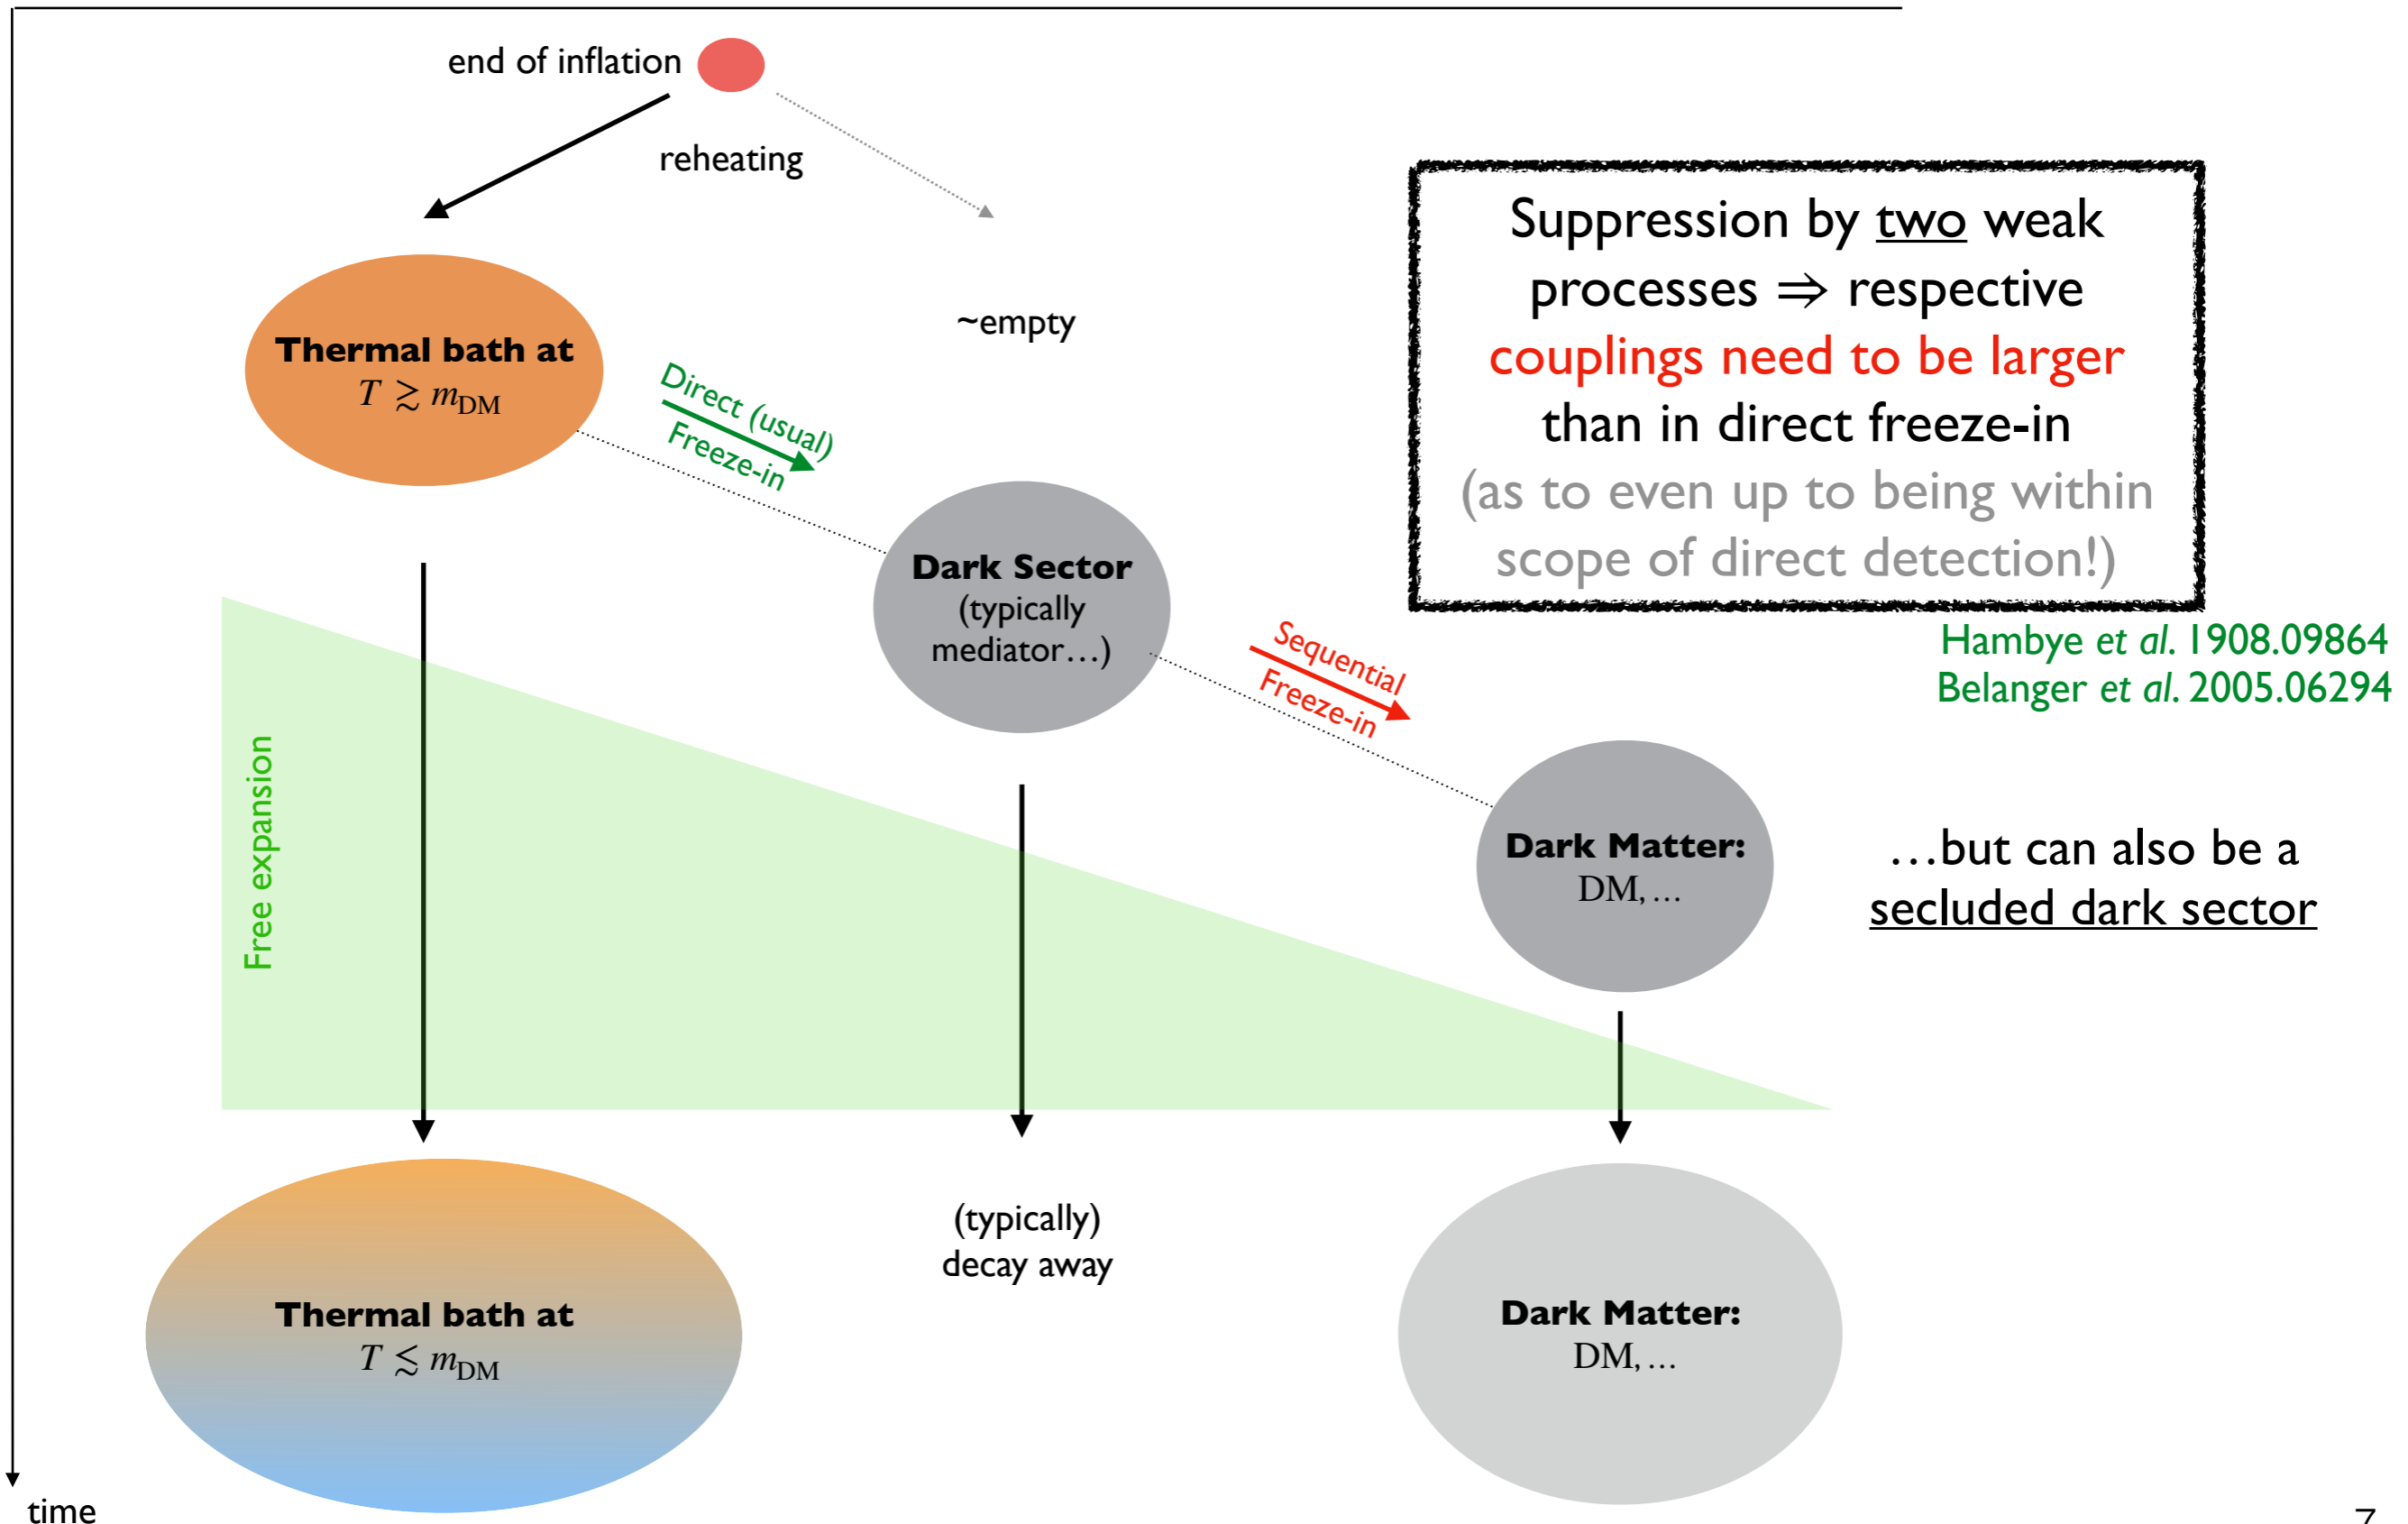 end of inflation
reheating
Thermal bath at
T ≳ m_DM
~empty
Direct (usual)
Freeze-in
Suppression by two weak
processes ⇒ respective
couplings need to be larger
than in direct freeze-in
(as to even up to being within
scope of direct detection!)
Hambye et al. 1908.09864
Belanger et al. 2005.06294
Dark Sector
(typically
mediator…)
Sequential
Freeze-in
Free expansion
Dark Matter:
DM, …
…but can also be a
secluded dark sector
(typically)
decay away
Thermal bath at
T ≲ m_DM
Dark Matter:
DM, …
time
7